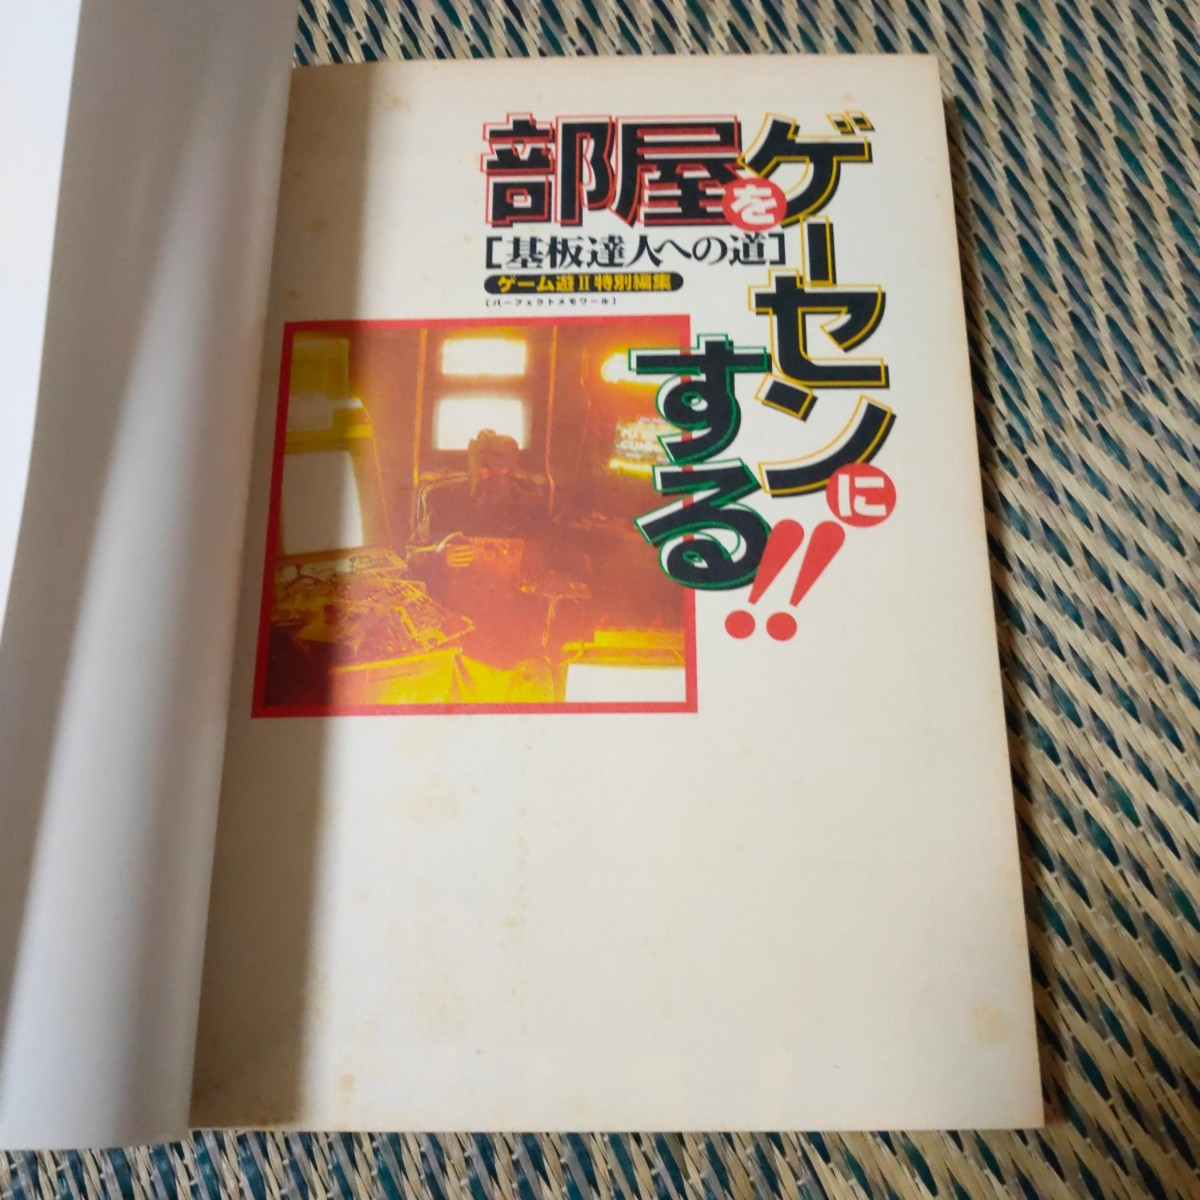 部屋を
ゲーセンに
する!!
[基板達人への道]
ゲーム遊II特別編集
[パーフェクトメモワール]